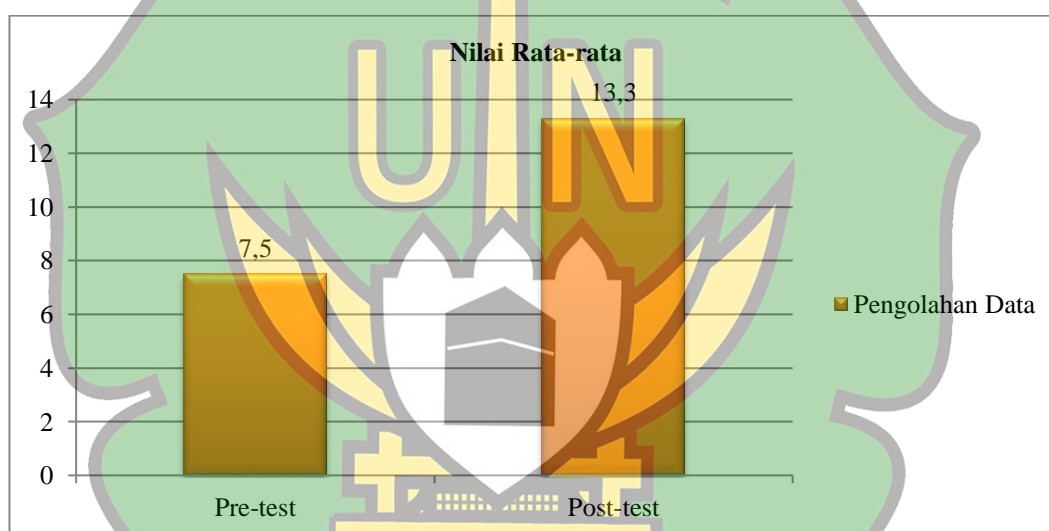 Nilai Rata-rata
UIN
14
12
10
8
6
4
2
0
7,5
13,3
Pre-test
Post-test
Pengolahan Data